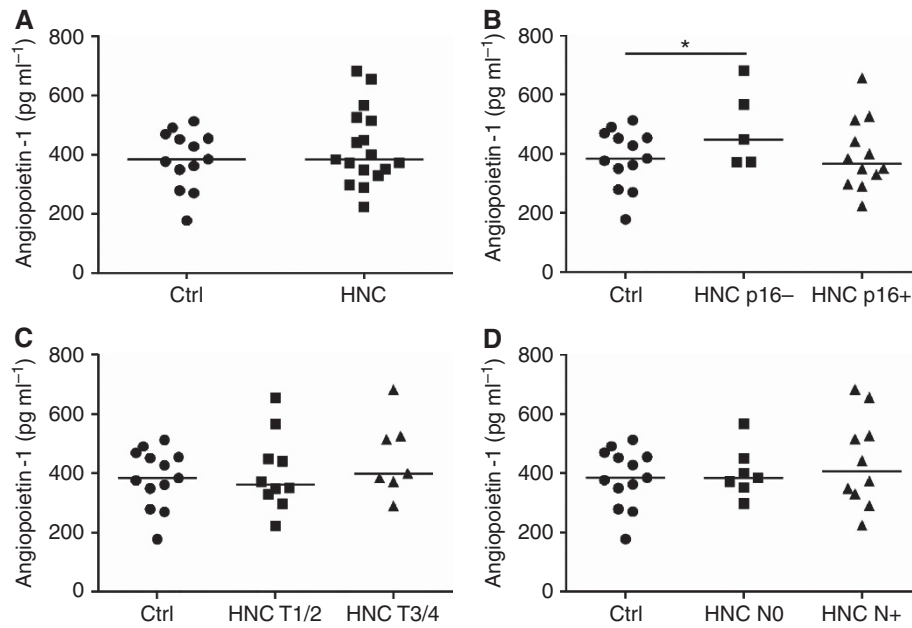 A
Angiopoietin -1 (pg ml⁻¹)
800
600
400
200
0
Ctrl HNC
B
Angiopoietin -1 (pg ml⁻¹)
800
600
400
200
0
*
Ctrl HNC p16– HNC p16+
C
Angiopoietin -1 (pg ml⁻¹)
800
600
400
200
0
Ctrl HNC T1/2 HNC T3/4
D
Angiopoietin -1 (pg ml⁻¹)
800
600
400
200
0
Ctrl HNC N0 HNC N+